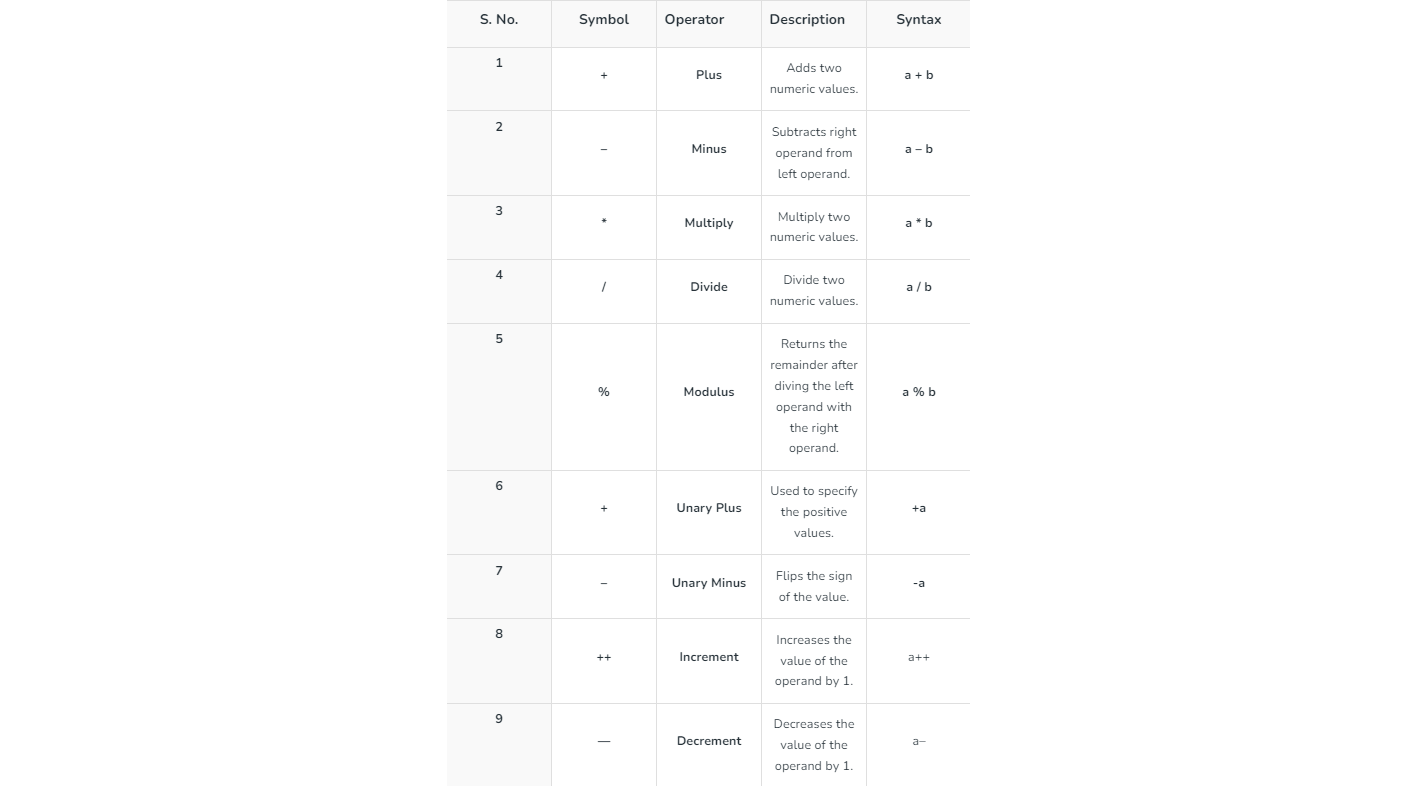 S. No. Symbol Operator Description Syntax
1 + Plus Adds two
numeric values. a + b
2 – Minus Subtracts right
operand from
left operand. a – b
3 * Multiply Multiply two
numeric values. a * b
4 / Divide Divide two
numeric values. a / b
5 % Modulus Returns the
remainder after
diving the left
operand with
the right
operand. a % b
6 + Unary Plus Used to specify
the positive
values. +a
7 – Unary Minus Flips the sign
of the value. -a
8 ++ Increment Increases the
value of the
operand by 1. a++
9 — Decrement Decreases the
value of the
operand by 1. a–